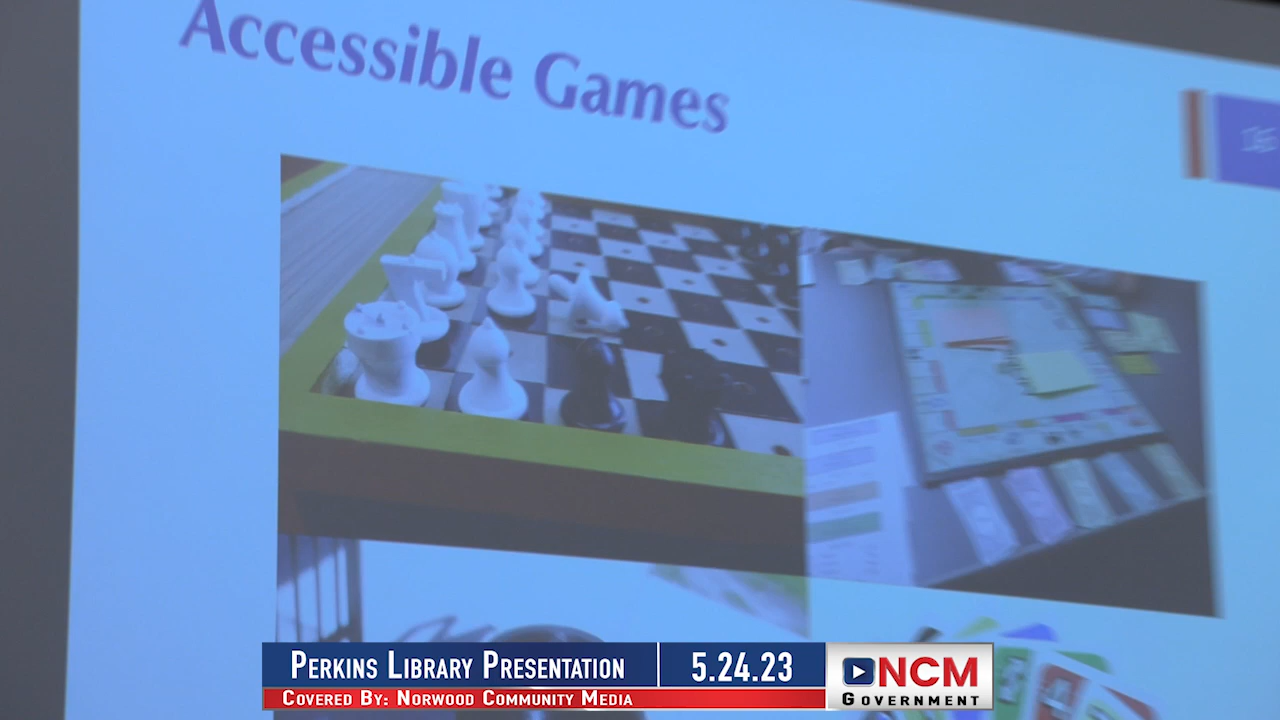 Accessible Games
PERKINS LIBRARY PRESENTATION
5.24.23
NCM
GOVERNMENT
COVERED BY: NORWOOD COMMUNITY MEDIA